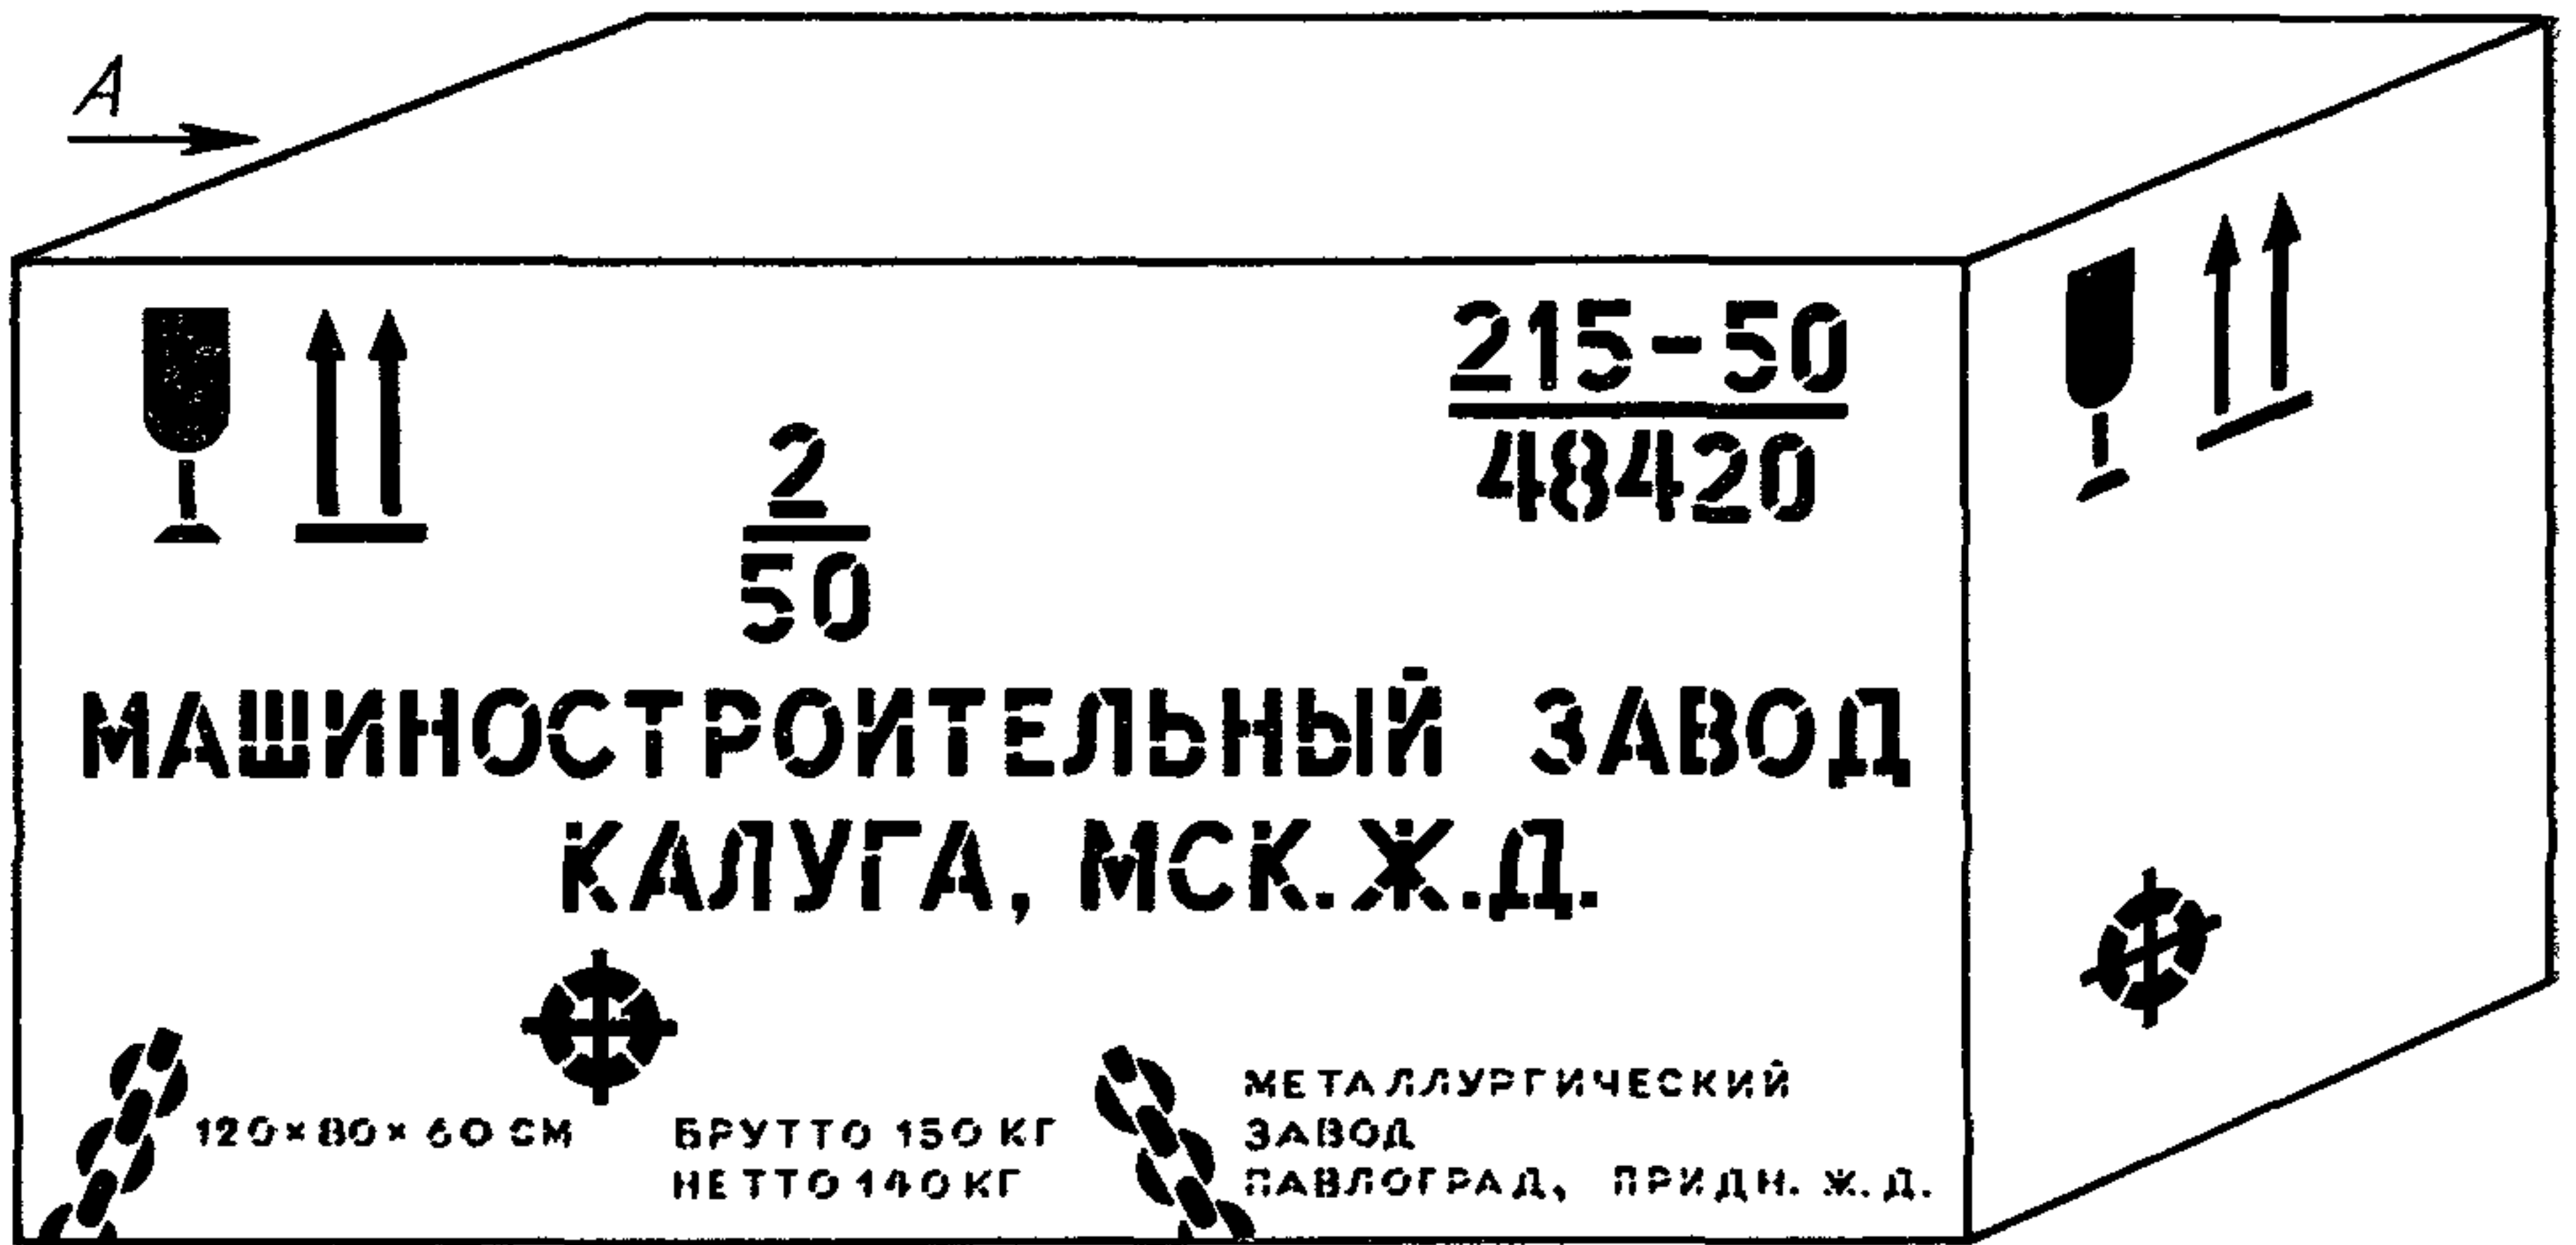 А
215-50
48420
2
50
МАШИНОСТРОИТЕЛЬНЫЙ ЗАВОД
КАЛУГА, МСК.Ж.Д.
120×80×60 СМ
БРУТТО 150 КГ
НЕТТО 140 КГ
МЕТАЛЛУРГИЧЕСКИЙ
ЗАВОД
ПАВЛОГРАД, ПРИДН. Ж.Д.